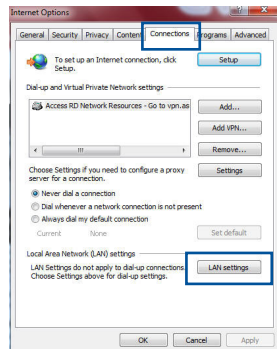 Internet Options
General Security Privacy Content Connections Programs Advanced
To set up an Internet connection, click
Setup.
Setup
Dial-up and Virtual Private Network settings
Access RD Network Resources - Go to vpn.as
Add...
Add VPN...
Remove...
Choose Settings if you need to configure a proxy
server for a connection.
Settings
Never dial a connection
Dial whenever a network connection is not present
Always dial my default connection
Current None
Set default
Local Area Network (LAN) settings
LAN Settings do not apply to dial-up connections.
Choose Settings above for dial-up settings.
LAN settings
OK Cancel Apply